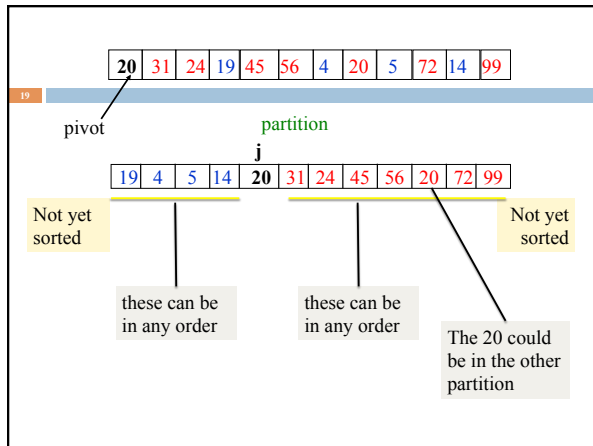 20 31 24 19 45 56 4 20 5 72 14 99
19
pivot
partition
j
19 4 5 14 20 31 24 45 56 20 72 99
Not yet
sorted
Not yet
sorted
these can be
in any order
these can be
in any order
The 20 could
be in the other
partition